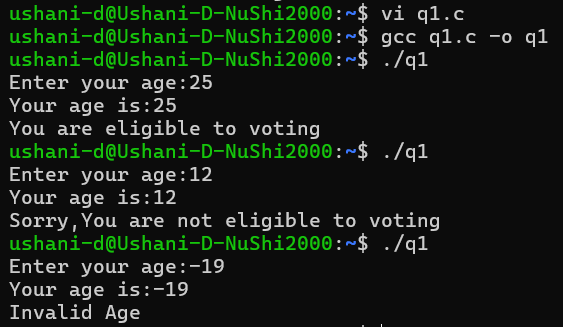 ushani-d@Ushani-D-NuShi2000:~$ vi q1.c
ushani-d@Ushani-D-NuShi2000:~$ gcc q1.c -o q1
ushani-d@Ushani-D-NuShi2000:~$ ./q1
Enter your age:25
Your age is:25
You are eligible to voting
ushani-d@Ushani-D-NuShi2000:~$ ./q1
Enter your age:12
Your age is:12
Sorry,You are not eligible to voting
ushani-d@Ushani-D-NuShi2000:~$ ./q1
Enter your age:-19
Your age is:-19
Invalid Age